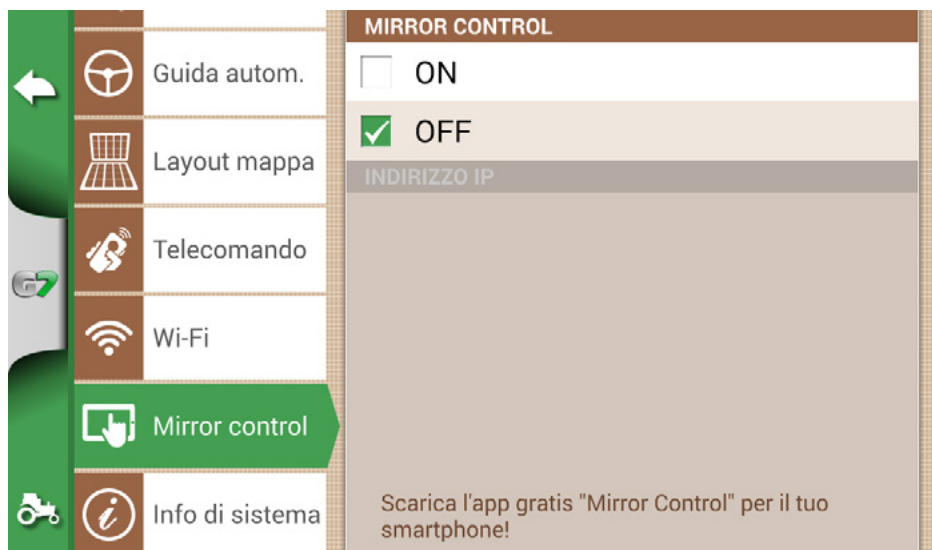 MIRROR CONTROL
ON
OFF
INDIRIZZO IP
Scarica l'app gratis "Mirror Control" per il tuo
smartphone!
Guida autom.
Layout mappa
Telecomando
Wi-Fi
Mirror control
Info di sistema
G7